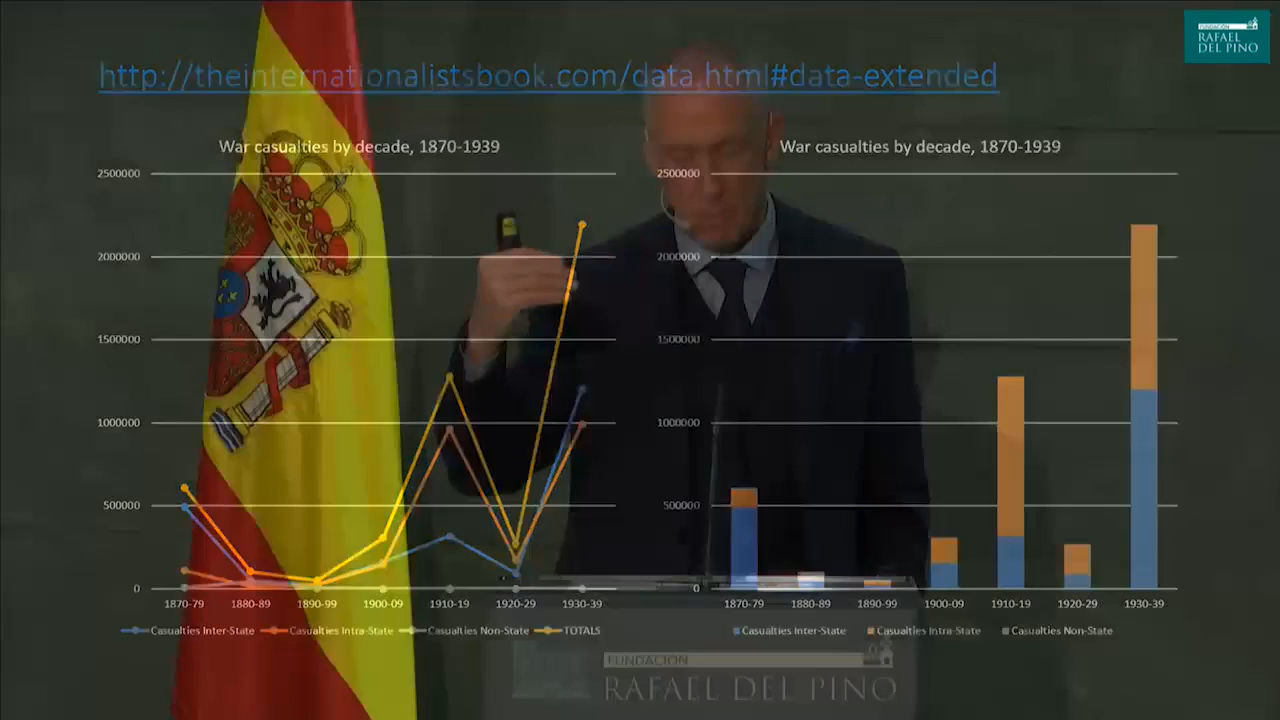 FUNDACIÓN
RAFAEL
DEL PINO
http://theinternationalistsbook.com/data.html#data-extended
War casualties by decade, 1870-1939
2500000
2000000
1500000
1000000
500000
0
1870-79 1880-89 1890-99 1900-09 1910-19 1920-29 1930-39
Casualties Inter-State Casualties Intra-State Casualties Non-State TOTALS
War casualties by decade, 1870-1939
2500000
2000000
1500000
1000000
500000
0
1870-79 1880-89 1890-99 1900-09 1910-19 1920-29 1930-39
Casualties Inter-State Casualties Intra-State Casualties Non-State
FUNDACIÓN
RAFAEL DEL PINO